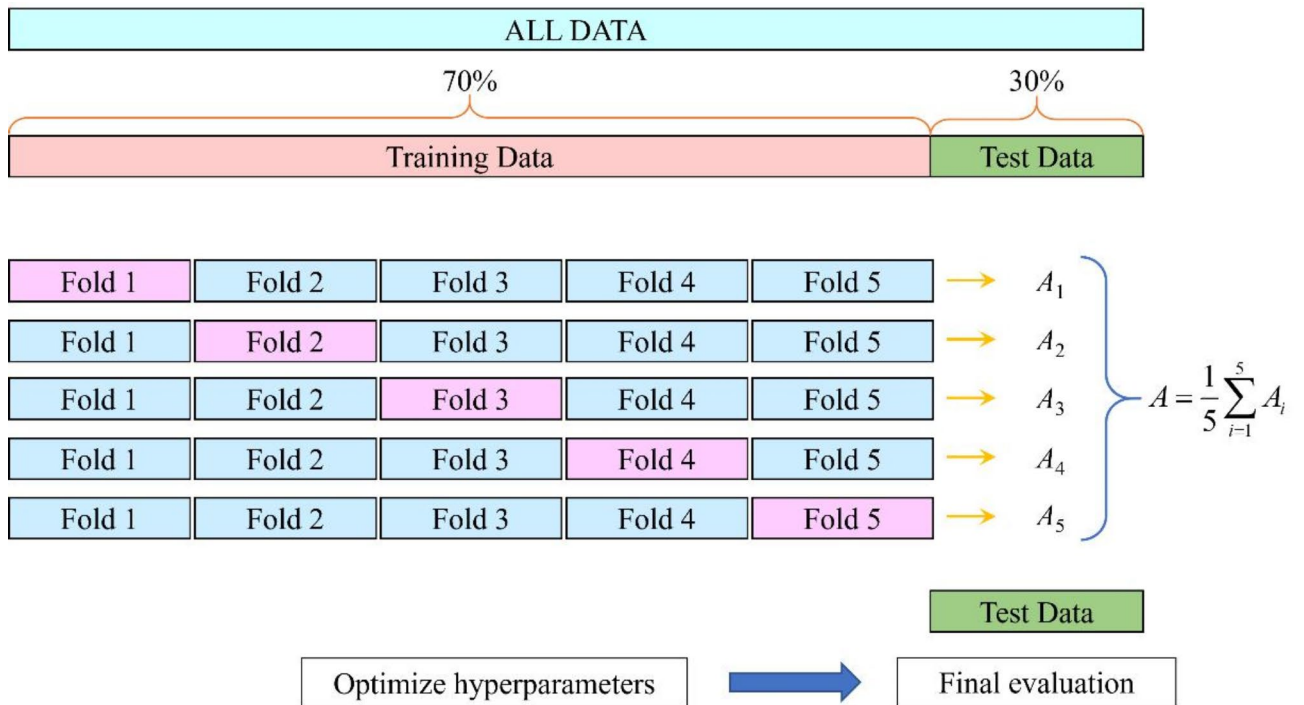 ALL DATA
70% 30%
Training Data Test Data
Fold 1 Fold 2 Fold 3 Fold 4 Fold 5 A₁
Fold 1 Fold 2 Fold 3 Fold 4 Fold 5 A₂
Fold 1 Fold 2 Fold 3 Fold 4 Fold 5 A₃
A = 1/5 ∑_{i=1}^{5} A_i
Fold 1 Fold 2 Fold 3 Fold 4 Fold 5 A₄
Fold 1 Fold 2 Fold 3 Fold 4 Fold 5 A₅
Test Data
Optimize hyperparameters Final evaluation